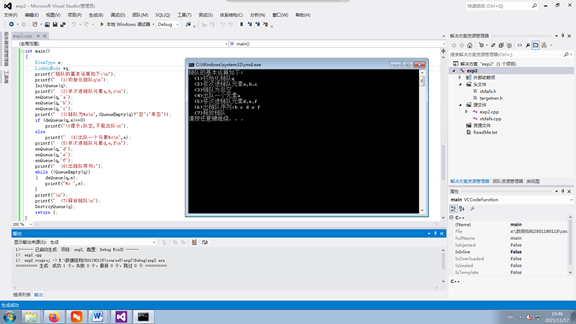 exp2 - Microsoft Visual Studio(管理员)
快速启动 (Ctrl+Q)
文件(F) 编辑(E) 视图(V) 项目(P) 生成(B) 调试(D) 团队(M) SQL(Q) 工具(T) 测试(S) 体系结构(C) 分析(N) 窗口(W) 帮助(H)
本地 Windows 调试器 Debug
exp2.cpp
(全局范围) main()
int main()
{
ElemType e;
printf("链队的基本运算如下:\n");
printf(" (1)初始化链队q\n");
InitQueue(q);
printf(" (2)依次进链队元素a,b,c\n");
enQueue(q,'a');
enQueue(q,'b');
enQueue(q,'c');
printf(" (3)链队为%s\n",(QueueEmpty(q)?"空":"非空"));
if (deQueue(q,e)==0)
printf("\t提示:队空,不能出队\n");
else
printf(" (4)出队一个元素%c\n",e);
printf(" (5)依次进链队元素d,e,f\n");
enQueue(q,'d');
enQueue(q,'e');
enQueue(q,'f');
printf(" (6)出链队序列:");
while (!QueueEmpty(q))
{ deQueue(q,e);
printf("%c ",e);
}
printf("\n");
printf(" (7)释放链队\n");
DestroyQueue(q);
return 1;
100 %
C:\Windows\system32\cmd.exe
链队的基本运算如下:
(1)初始化链队q
(2)依次进链队元素a,b,c
(3)链队为非空
(4)出队一个元素a
(5)依次进链队元素d,e,f
(6)出链队序列:b c d e f
(7)释放链队
请按任意键继续. . .
输出
显示输出来源(S): 生成
1>------ 已启动生成: 项目: exp2, 配置: Debug Win32 ------
1> exp2.cpp
========== 生成: 成功 1 个，失败 0 个，最新 0 个，跳过 0 个 ==========
错误列表 输出
生成成功
解决方案资源管理器
搜索解决方案资源管理器(Ctrl+;)
解决方案"exp2"(1 个项目)
exp2
外部依赖项
头文件
stdafx.h
targetver.h
源文件
exp2.cpp
stdafx.cpp
资源文件
ReadMe.txt
解决方案资源管理器 团队资源管理器 类视图
属性
main VCCodeFunction
C++
(Name) main
File
FullName main
IsInjected False
IsInline False
IsOverloaded False
IsSealed False
IsTemplate False
C++
19:46
2021/11/17